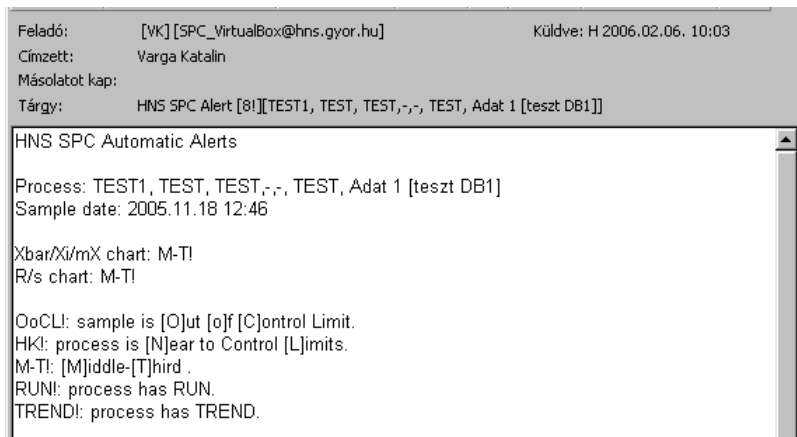 Feladó: [VK] [SPC_VirtualBox@hns.gyor.hu] Küldve: H 2006.02.06. 10:03
Címzett: Varga Katalin
Másolatot kap:
Tárgy: HNS SPC Alert [8!][TEST1, TEST, TEST,-,-, TEST, Adat 1 [teszt DB1]]
HNS SPC Automatic Alerts
Process: TEST1, TEST, TEST,-,-, TEST, Adat 1 [teszt DB1]
Sample date: 2005.11.18 12:46
Xbar/Xi/mX chart: M-T!
R/s chart: M-T!
OoCL!: sample is [O]ut [o]f [C]ontrol Limit.
HK!: process is [N]ear to Control [L]imits.
M-T!: [M]iddle-[T]hird .
RUN!: process has RUN.
TREND!: process has TREND.